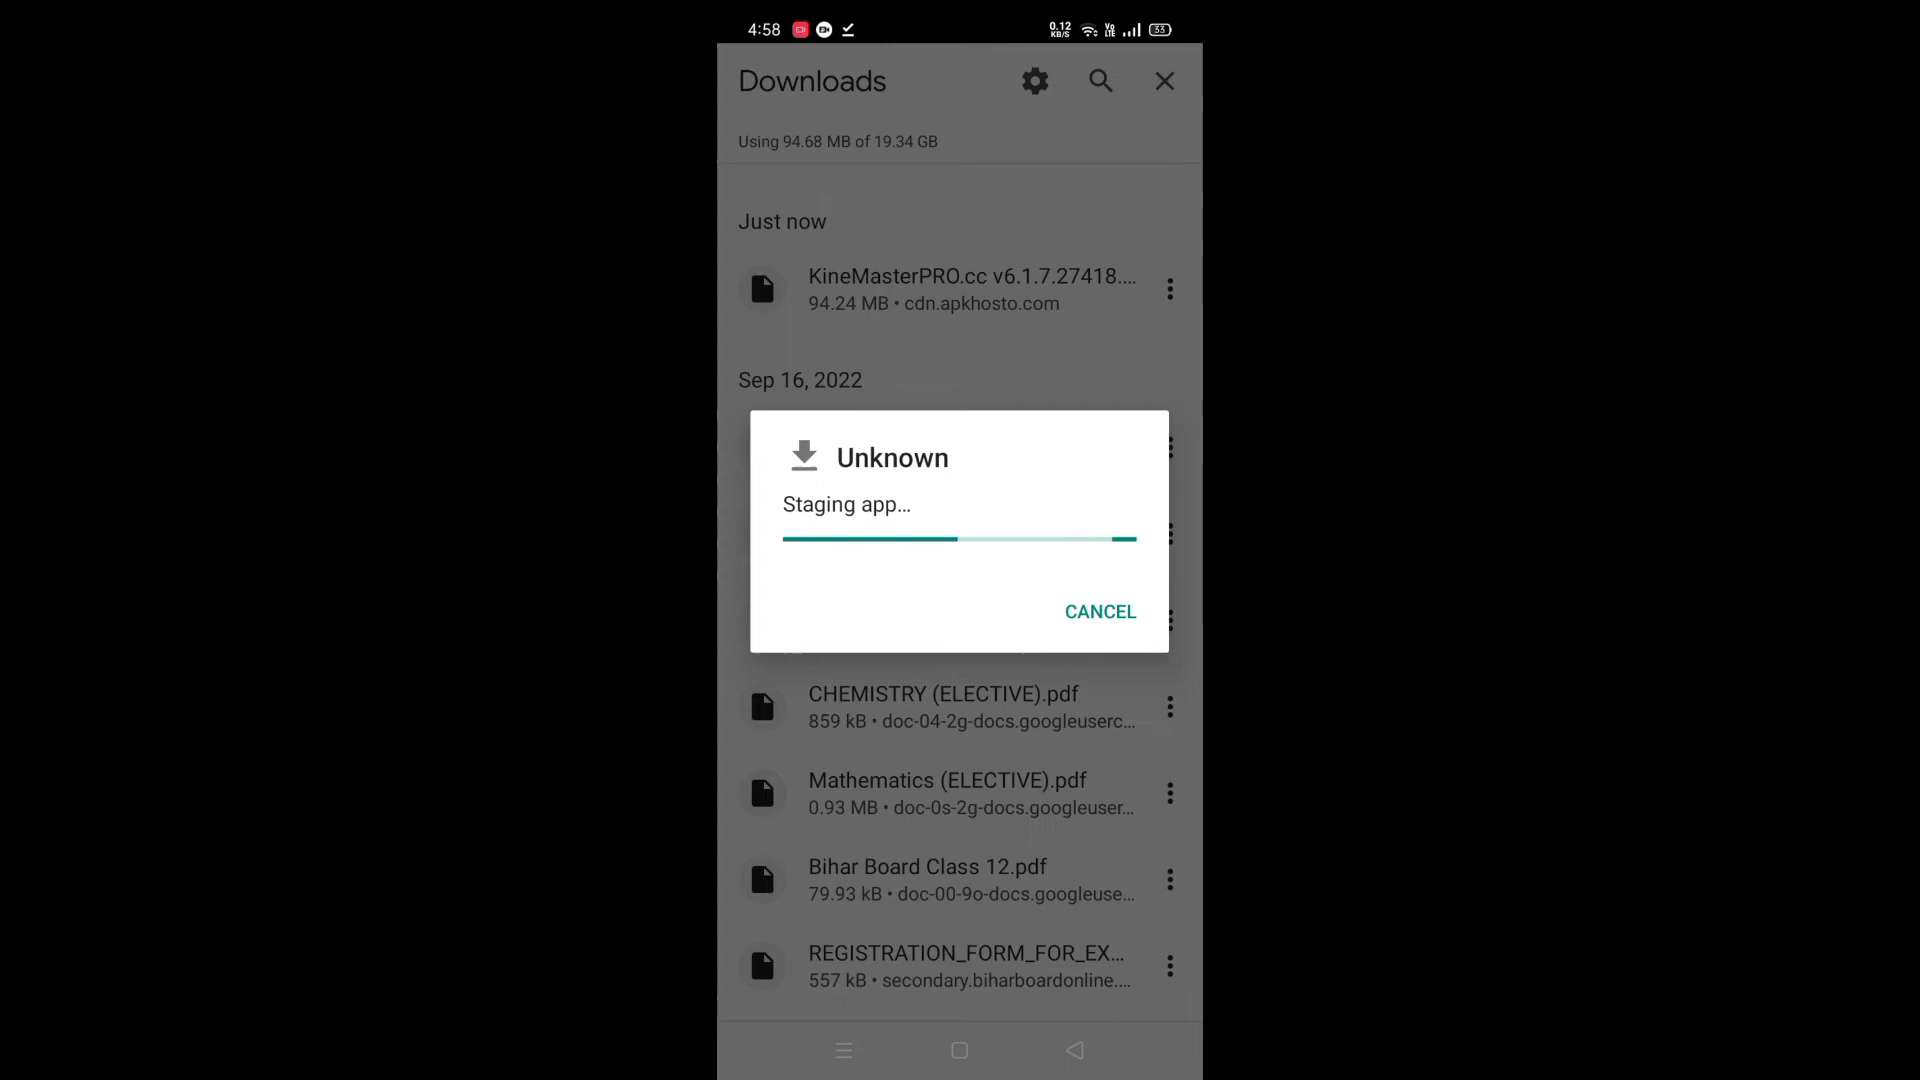 4:58
0.12
KB/S
Vo
LTE
33
Downloads
Using 94.68 MB of 19.34 GB
Just now
KineMasterPRO.cc v6.1.7.27418....
94.24 MB • cdn.apkhosto.com
Sep 16, 2022
Unknown
Staging app...
CANCEL
CHEMISTRY (ELECTIVE).pdf
859 kB • doc-04-2g-docs.googleuserc...
Mathematics (ELECTIVE).pdf
0.93 MB • doc-0s-2g-docs.googleuser...
Bihar Board Class 12.pdf
79.93 kB • doc-00-9o-docs.googleuse...
REGISTRATION_FORM_FOR_EX...
557 kB • secondary.biharboardonline....